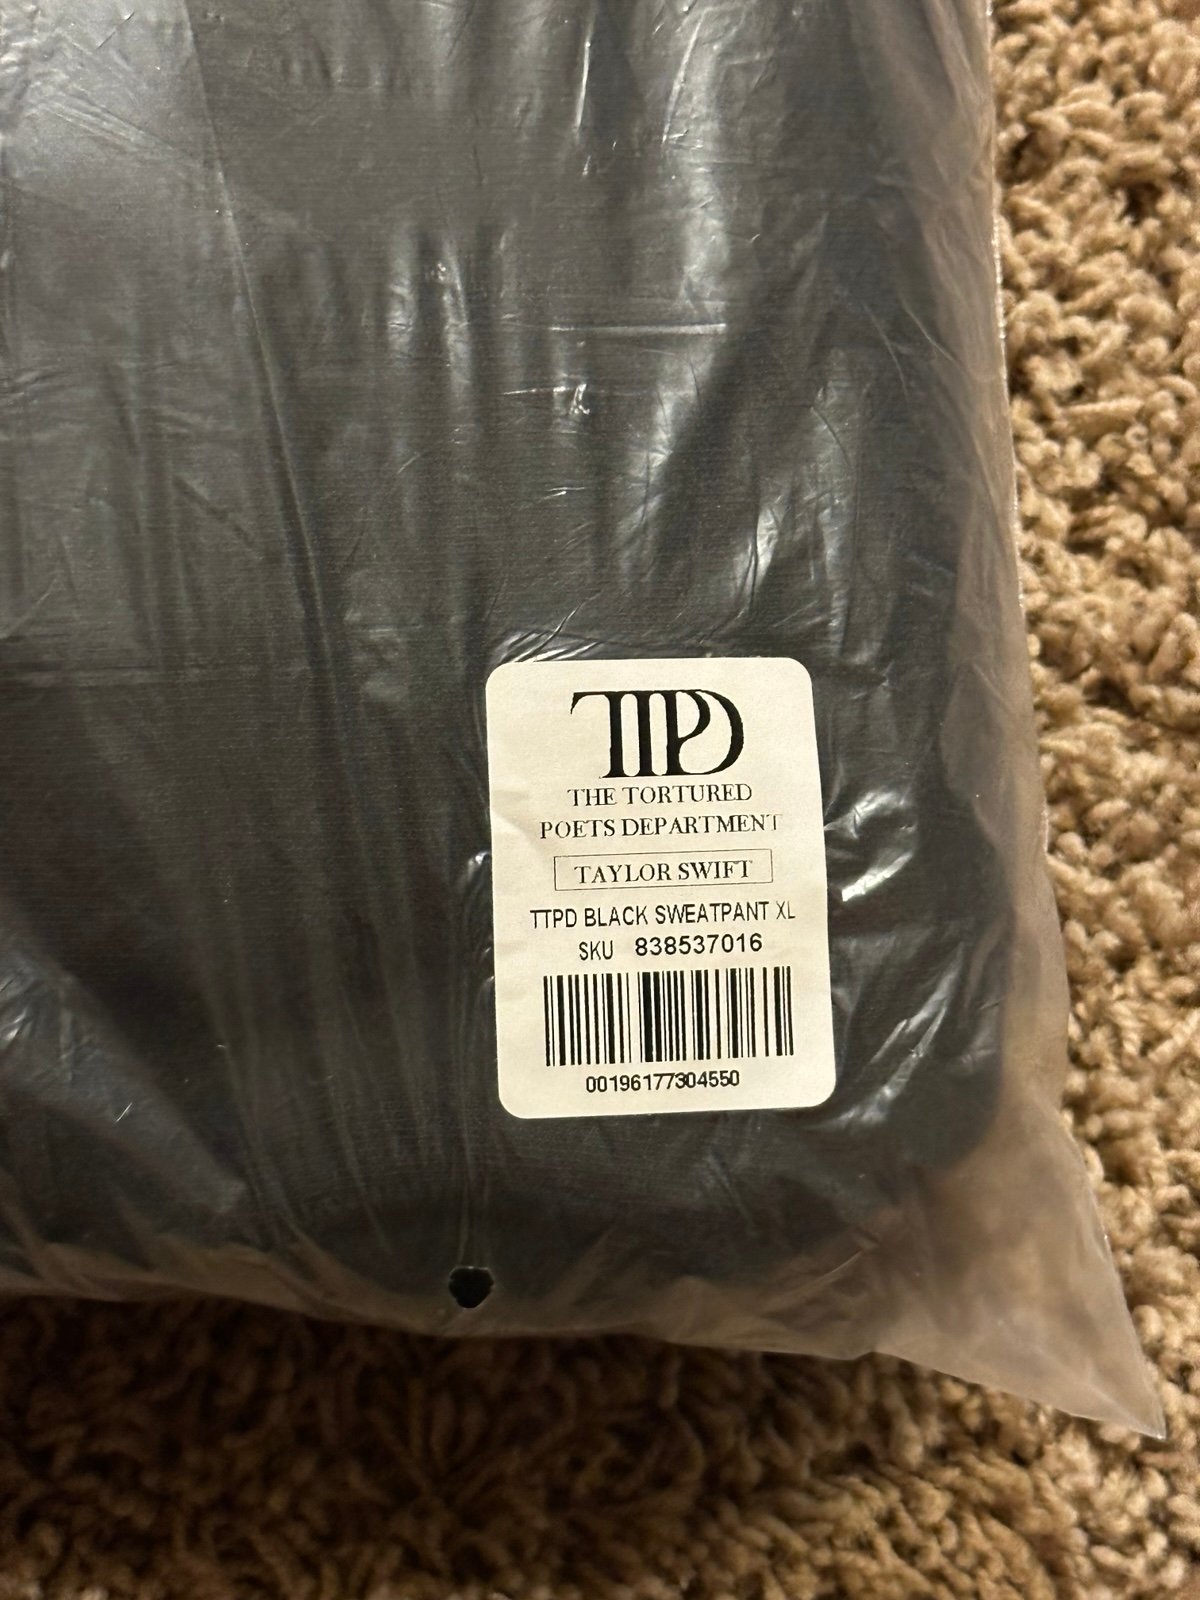 TTPD
THE TORTURED
POETS DEPARTMENT
TAYLOR SWIFT
TTPD BLACK SWEATPANT XL
SKU 838537016
00196177304550